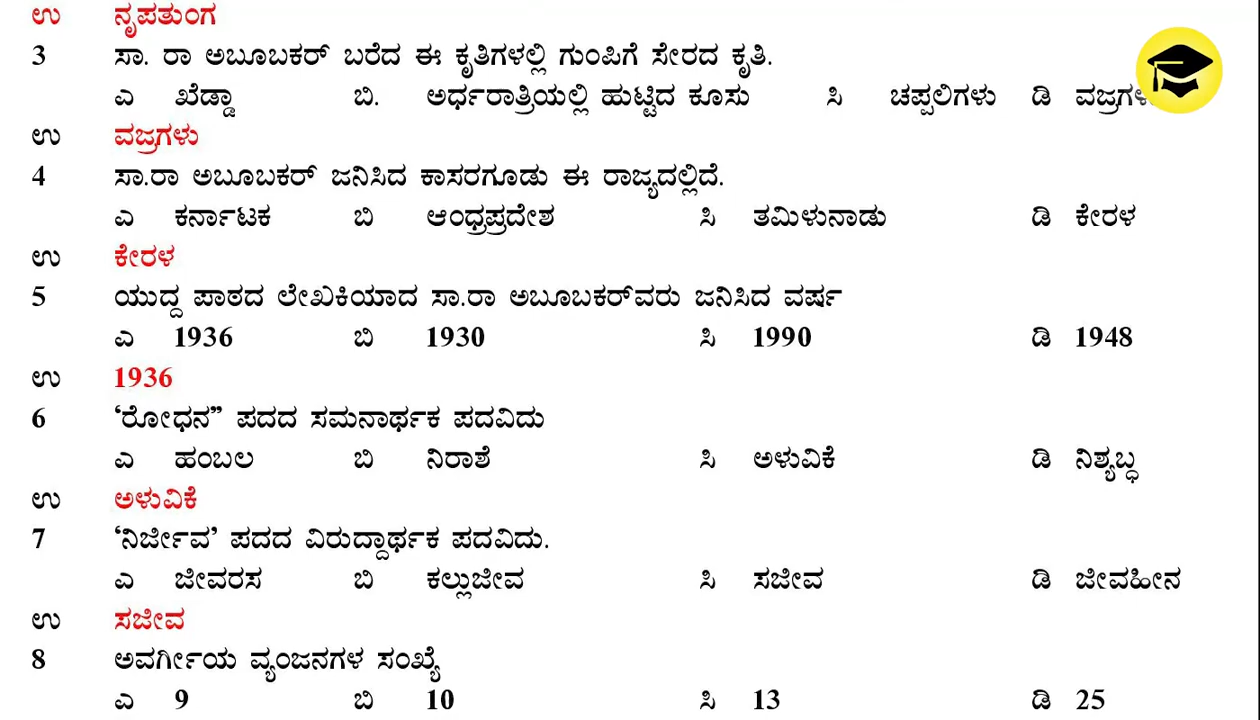 ಉ ನೃಪತುಂಗ
3 ಸಾ. ರಾ ಅಬೂಬಕರ್ ಬರೆದ ಈ ಕೃತಿಗಳಲ್ಲಿ ಗುಂಪಿಗೆ ಸೇರದ ಕೃತಿ.
ಎ ಖೆಡ್ಡಾ ಬಿ. ಅರ್ಧರಾತ್ರಿಯಲ್ಲಿ ಹುಟ್ಟಿದ ಕೂಸು ಸಿ ಚಪ್ಪಲಿಗಳು ಡಿ
ಉ ವಜ್ರಗಳು
4 ಸಾ.ರಾ ಅಬೂಬಕರ್ ಜನಿಸಿದ ಕಾಸರಗೂಡು ಈ ರಾಜ್ಯದಲ್ಲಿದೆ.
ಎ ಕರ್ನಾಟಕ ಬಿ ಆಂಧ್ರಪ್ರದೇಶ ಸಿ ತಮಿಳುನಾಡು ಡಿ ಕೇರಳ
ಉ ಕೇರಳ
5 ಯುದ್ದ ಪಾಠದ ಲೇಖಕಿಯಾದ ಸಾ.ರಾ ಅಬೂಬಕರ್‌ವರು ಜನಿಸಿದ ವರ್ಷ
ಎ 1936 ಬಿ 1930 ಸಿ 1990 ಡಿ 1948
ಉ 1936
6 ‘ರೋಧನ” ಪದದ ಸಮನಾರ್ಥಕ ಪದವಿದು
ಎ ಹಂಬಲ ಬಿ ನಿರಾಶೆ ಸಿ ಅಳುವಿಕೆ ಡಿ ನಿಶ್ಯಬ್ಧ
ಉ ಅಳುವಿಕೆ
7 ‘ನಿರ್ಜೀವ’ ಪದದ ವಿರುದ್ದಾರ್ಥಕ ಪದವಿದು.
ಎ ಜೀವರಸ ಬಿ ಕಲ್ಲುಜೀವ ಸಿ ಸಜೀವ ಡಿ ಜೀವಹೀನ
ಉ ಸಜೀವ
8 ಅವರ್ಗೀಯ ವ್ಯಂಜನಗಳ ಸಂಖ್ಯೆ
ಎ 9 ಬಿ 10 ಸಿ 13 ಡಿ 25